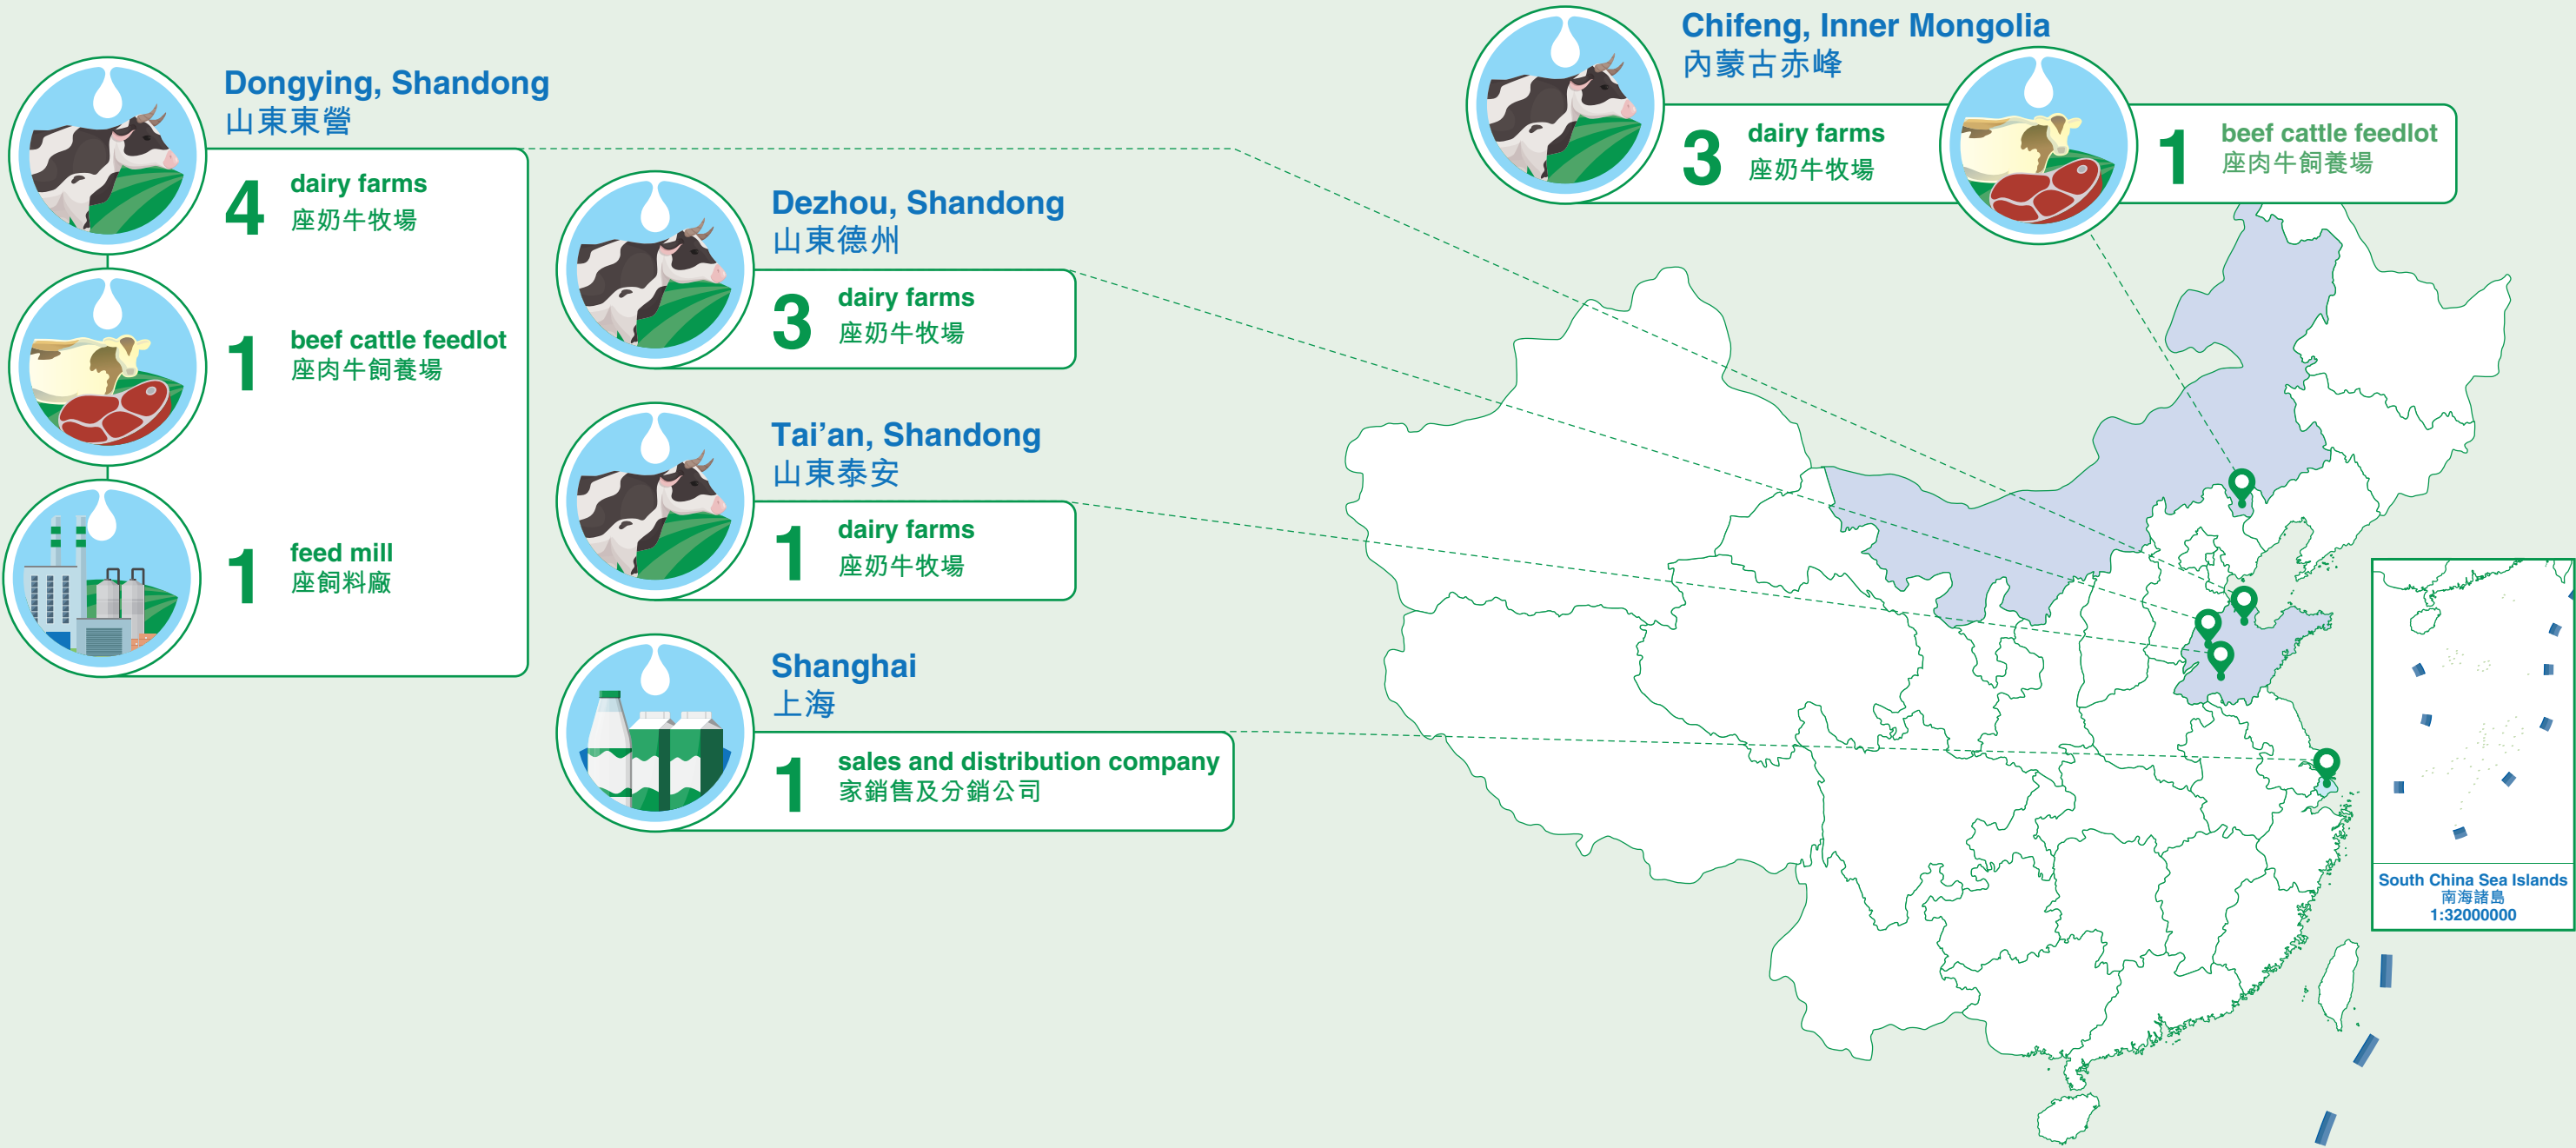 Dongying, Shandong
山東東營
4
dairy farms
座奶牛牧場
1
beef cattle feedlot
座肉牛飼養場
1
feed mill
座飼料廠
Dezhou, Shandong
山東德州
3
dairy farms
座奶牛牧場
Tai’an, Shandong
山東泰安
1
dairy farms
座奶牛牧場
Shanghai
上海
1
sales and distribution company
家銷售及分銷公司
Chifeng, Inner Mongolia
內蒙古赤峰
3
dairy farms
座奶牛牧場
1
beef cattle feedlot
座肉牛飼養場
South China Sea Islands
南海諸島
1:32000000